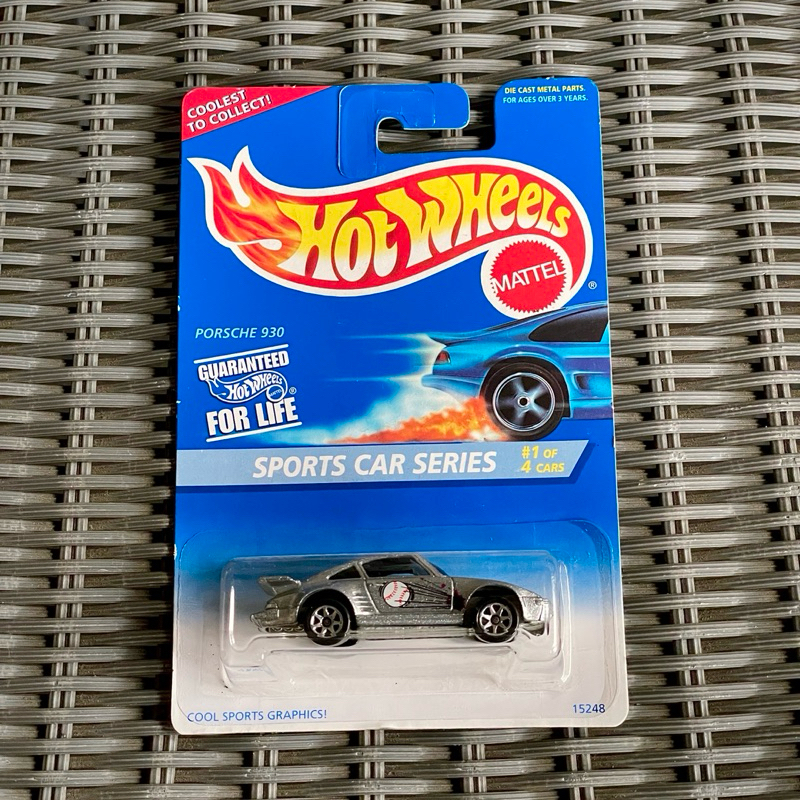 COOLEST
TO COLLECT!
DIE CAST METAL PARTS.
FOR AGES OVER 3 YEARS.
HOT WHEELS
MATTEL
®
PORSCHE 930
GUARANTEED
HOT WHEELS
MATTEL
®
FOR LIFE
SPORTS CAR SERIES
#1 OF
4 CARS
COOL SPORTS GRAPHICS!
15248